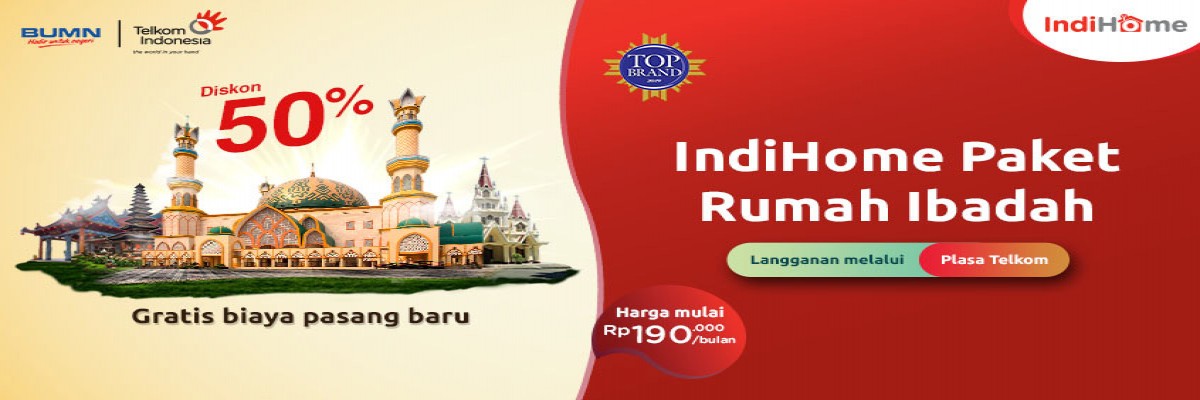 BUMN
Hadir untuk negeri
Telkom
Indonesia
the world in your hand
Diskon
50%
Gratis biaya pasang baru
TOP
BRAND
IndiHome
IndiHome Paket
Rumah Ibadah
Langganan melalui Plasa Telkom
Harga mulai
Rp190.000/bulan